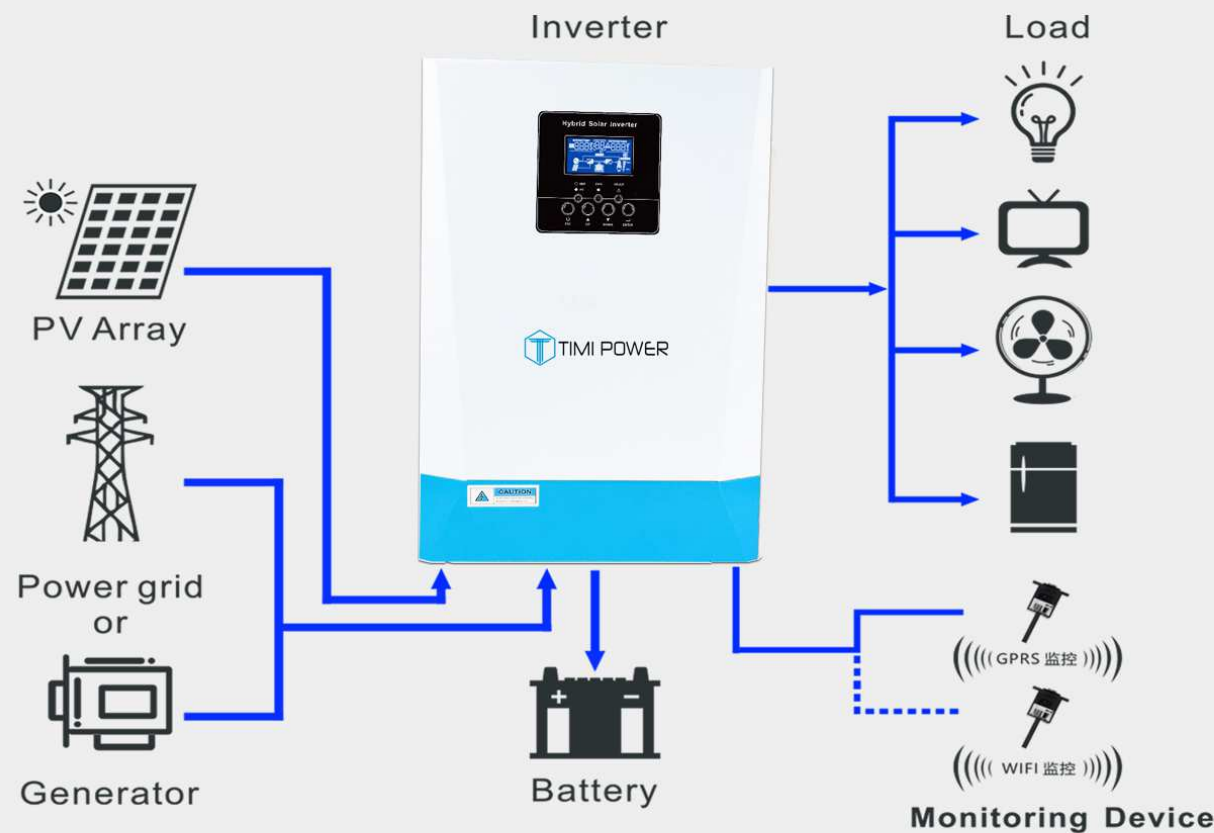 Inverter
Load
Hybrid Solar Inverter
PV Array
TIMI POWER
CAUTION
Power grid
or
Generator
Battery
GPRS 监控
WIFI 监控
Monitoring Device